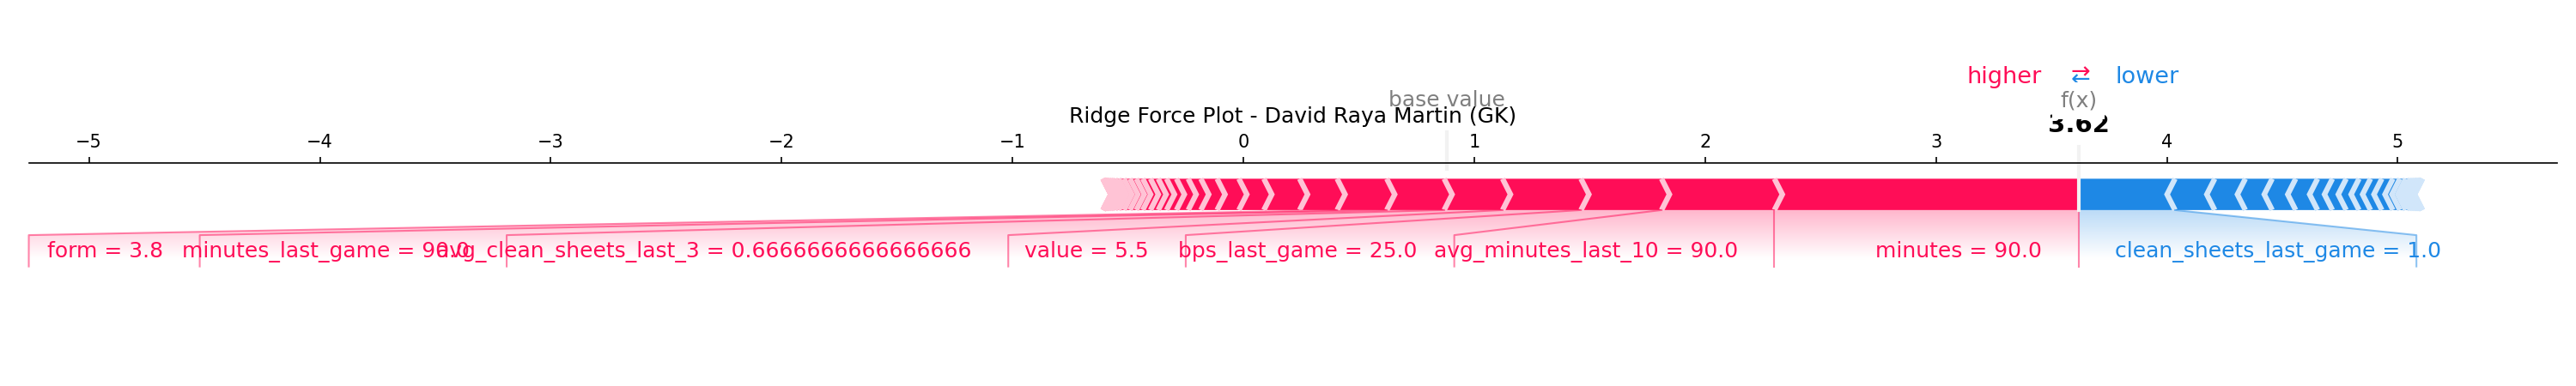 higher ⇄ lower
base value f(x)
Ridge Force Plot - David Raya Martin (GK)
3.62
−5 −4 −3 −2 −1 0 1 2 3 4 5
form = 3.8 minutes_last_game = 90.0 avg_clean_sheets_last_3 = 0.6666666666666666 value = 5.5 bps_last_game = 25.0 avg_minutes_last_10 = 90.0 minutes = 90.0 clean_sheets_last_game = 1.0